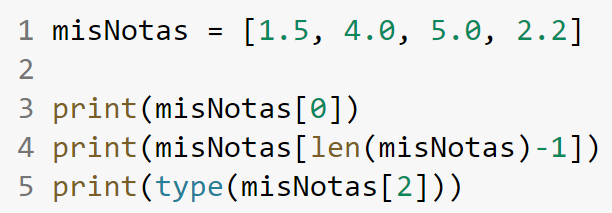 1 misNotas = [1.5, 4.0, 5.0, 2.2]
2
3 print(misNotas[0])
4 print(misNotas[len(misNotas)-1])
5 print(type(misNotas[2]))